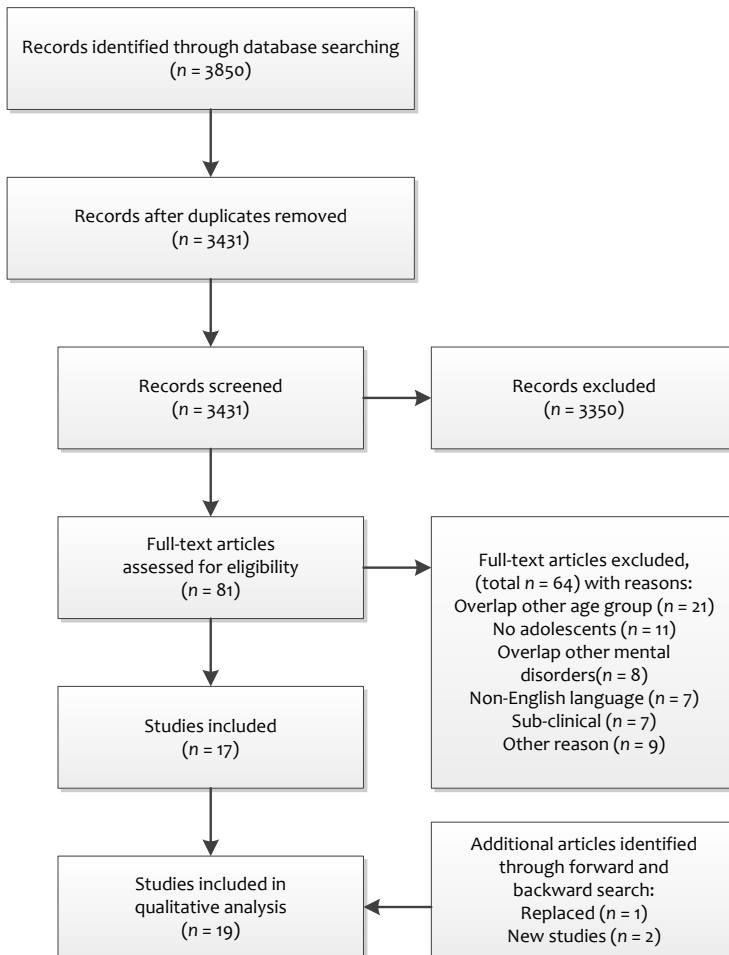 Records identified through database searching
(n = 3850)
Records after duplicates removed
(n = 3431)
Records screened
(n = 3431)
Records excluded
(n = 3350)
Full-text articles
assessed for eligibility
(n = 81)
Full-text articles excluded,
(total n = 64) with reasons:
Overlap other age group (n = 21)
No adolescents (n = 11)
Overlap other mental
disorders(n = 8)
Non-English language (n = 7)
Sub-clinical (n = 7)
Other reason (n = 9)
Studies included
(n = 17)
Studies included in
qualitative analysis
(n = 19)
Additional articles identified
through forward and
backward search:
Replaced (n = 1)
New studies (n = 2)